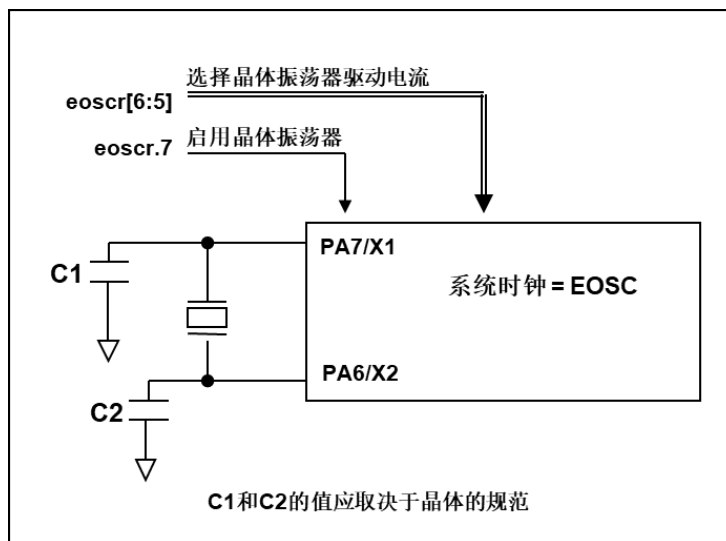 选择晶体振荡器驱动电流
eoscr[6:5]
启用晶体振荡器
eoscr.7
PA7/X1
C1
系统时钟 = EOSC
PA6/X2
C2
C1和C2的值应取决于晶体的规范